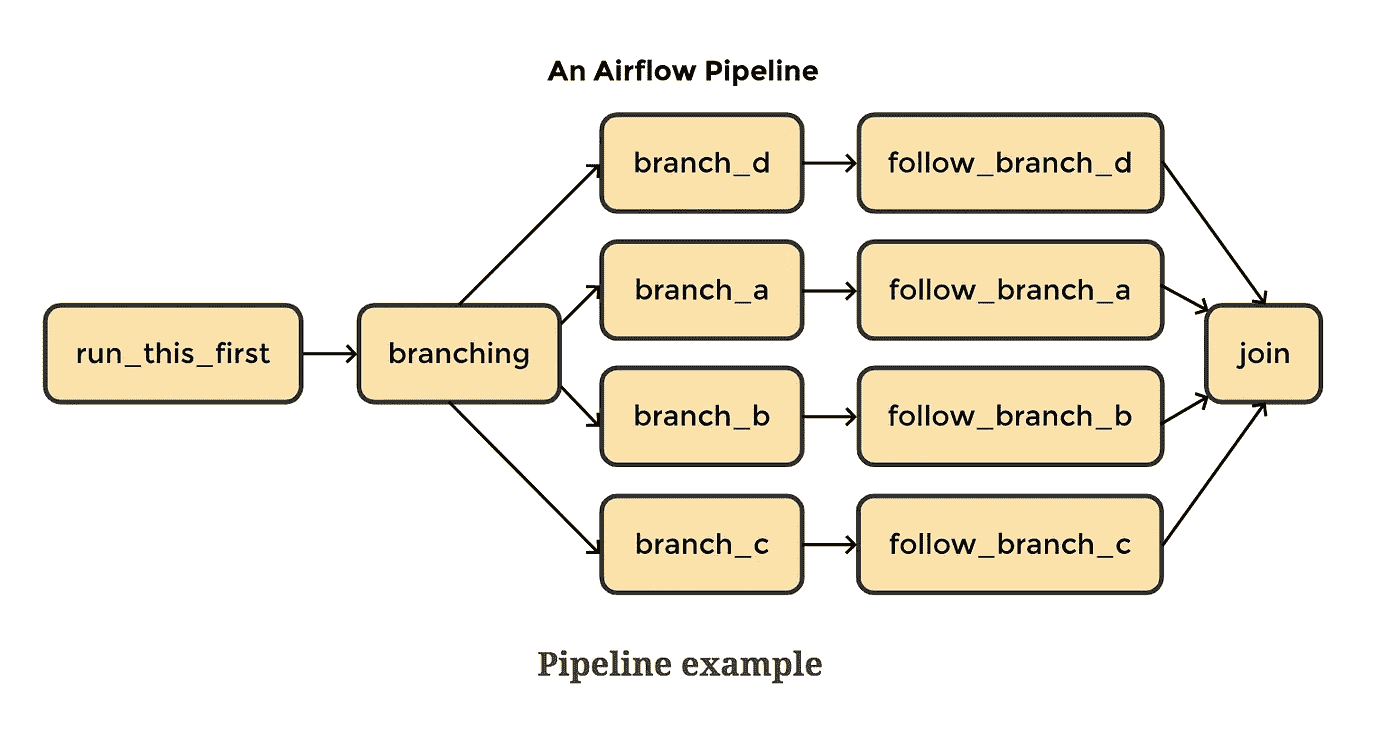 An Airflow Pipeline
branch_d
follow_branch_d
branch_a
follow_branch_a
run_this_first
branching
join
branch_b
follow_branch_b
branch_c
follow_branch_c
Pipeline example